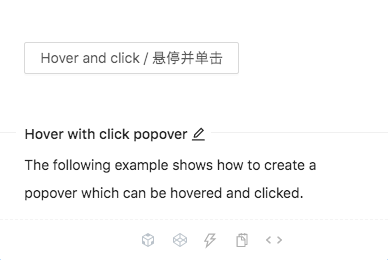 Hover and click / 悬停并单击
Hover with click popover
The following example shows how to create a
popover which can be hovered and clicked.